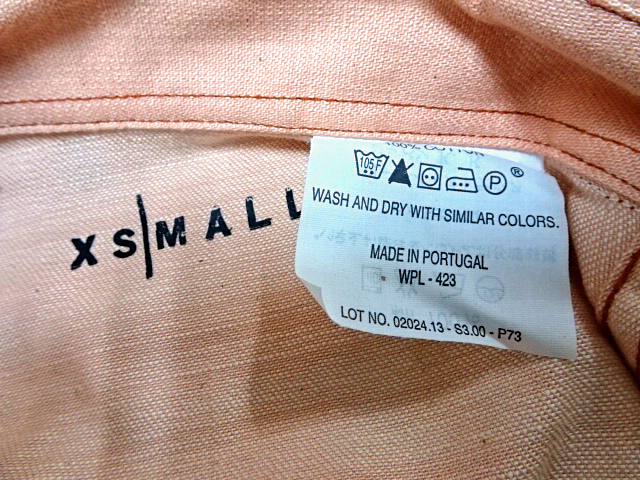 100% COTTON
105F
P ®
WASH AND DRY WITH SIMILAR COLORS.
MADE IN PORTUGAL
WPL - 423
LOT NO. 02024.13 - S3.00 - P73
X S|MALL